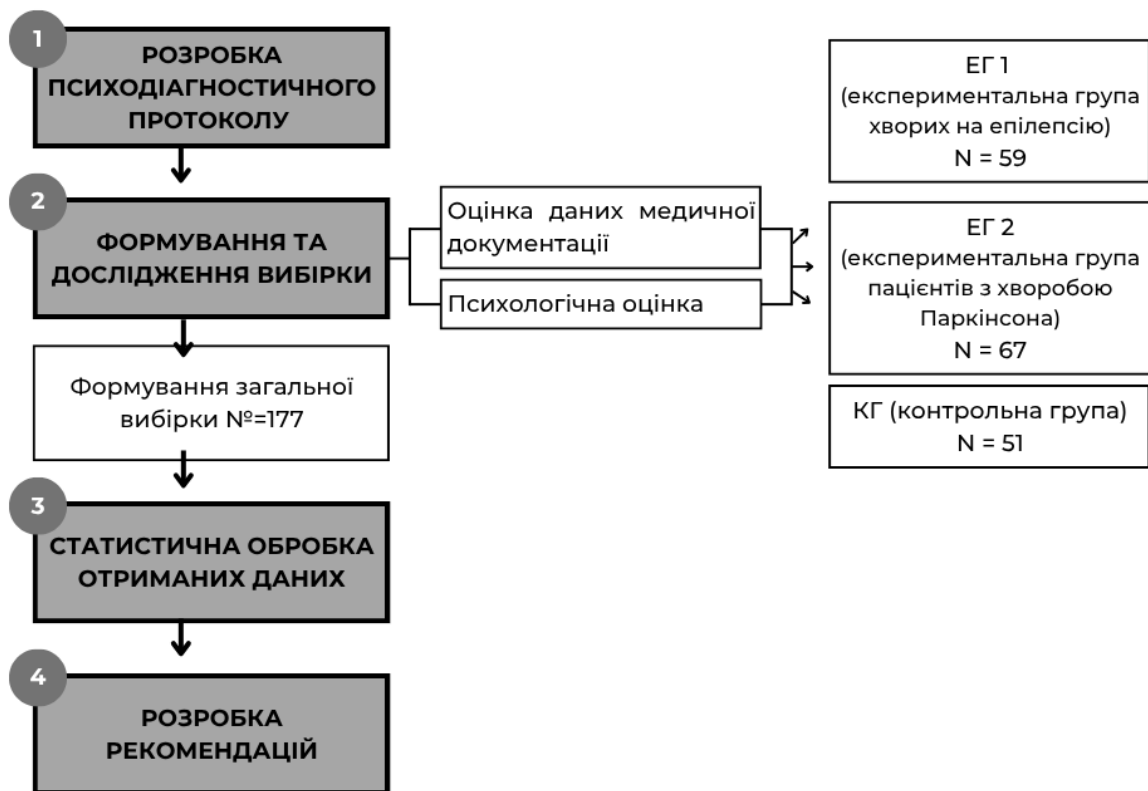 1
РОЗРОБКА
ПСИХОДІАГНОСТИЧНОГО
ПРОТОКОЛУ
2
ФОРМУВАННЯ ТА
ДОСЛІДЖЕННЯ ВИБІРКИ
Оцінка даних медичної
документації
Психологічна оцінка
ЕГ 1
(експериментальна група
хворих на епілепсію)
N = 59
ЕГ 2
(експериментальна група
пацієнтів з хворобою
Паркінсона)
N = 67
КГ (контрольна група)
N = 51
Формування загальної
вибірки №=177
3
СТАТИСТИЧНА ОБРОБКА
ОТРИМАНИХ ДАНИХ
4
РОЗРОБКА
РЕКОМЕНДАЦІЙ